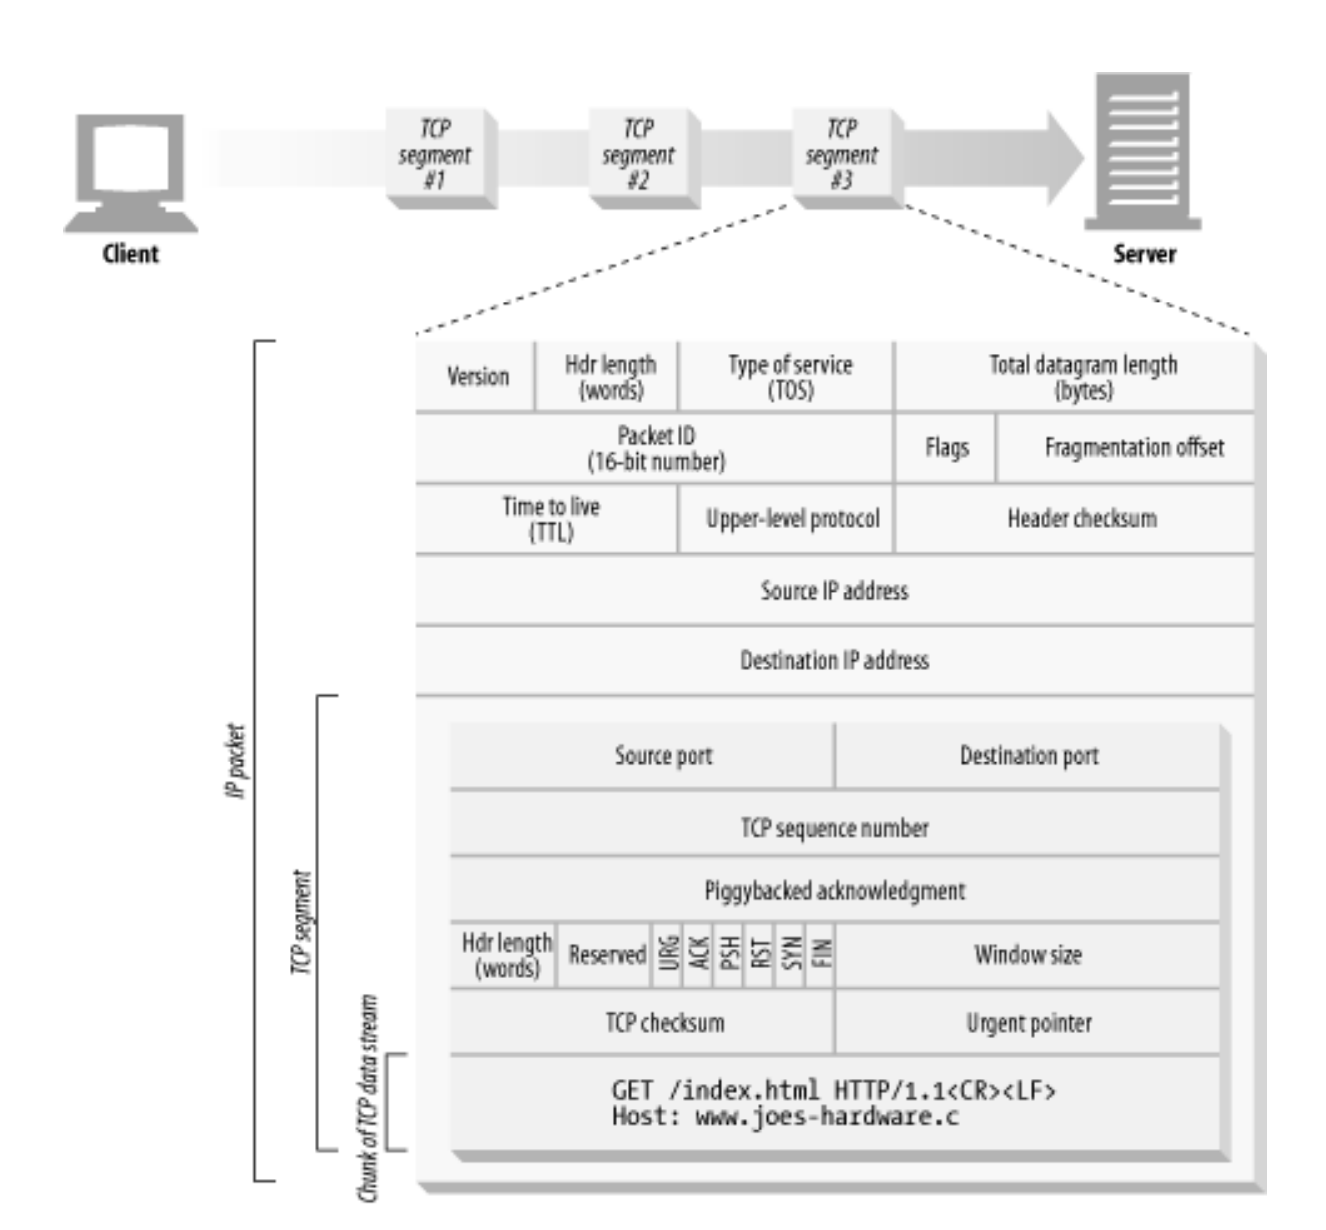 TCP
segment
#1
TCP
segment
#2
TCP
segment
#3
Client
Server
Version
Hdr length
(words)
Type of service
(TOS)
Total datagram length
(bytes)
Packet ID
(16-bit number)
Flags
Fragmentation offset
Time to live
(TTL)
Upper-level protocol
Header checksum
Source IP address
Destination IP address
IP packet
TCP segment
Source port
Destination port
TCP sequence number
Piggybacked acknowledgment
Hdr length
(words)
Reserved
URG
ACK
PSH
RST
SYN
FIN
Window size
TCP checksum
Urgent pointer
Chunk of TCP data stream
GET /index.html HTTP/1.1<CR><LF>
Host: www.joes-hardware.c